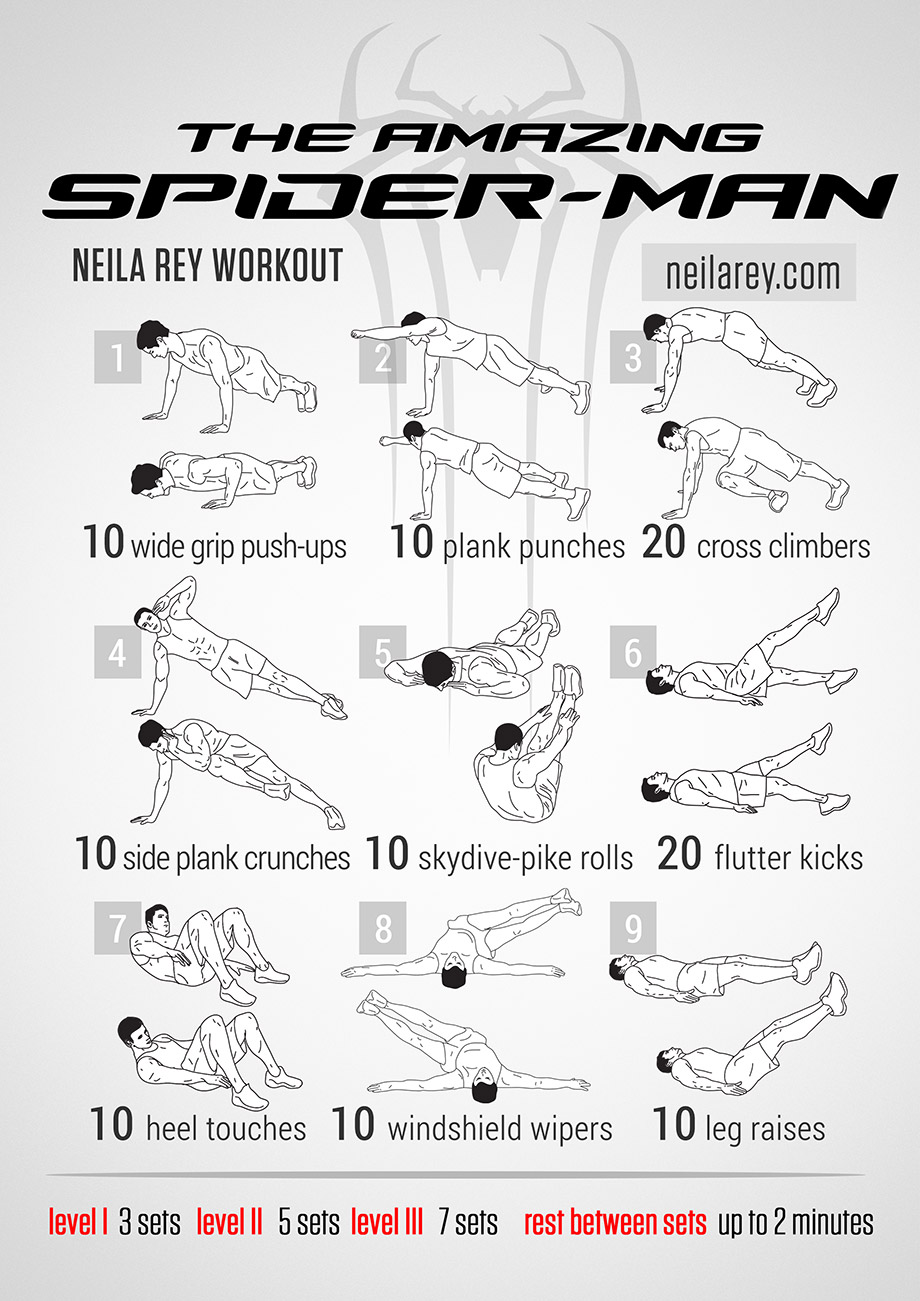 THE AMAZING
SPIDER-MAN
NEILA REY WORKOUT
neilarey.com
1
2
3
10 wide grip push-ups
10 plank punches
20 cross climbers
4
5
6
10 side plank crunches
10 skydive-pike rolls
20 flutter kicks
7
8
9
10 heel touches
10 windshield wipers
10 leg raises
level I 3 sets level II 5 sets level III 7 sets rest between sets up to 2 minutes